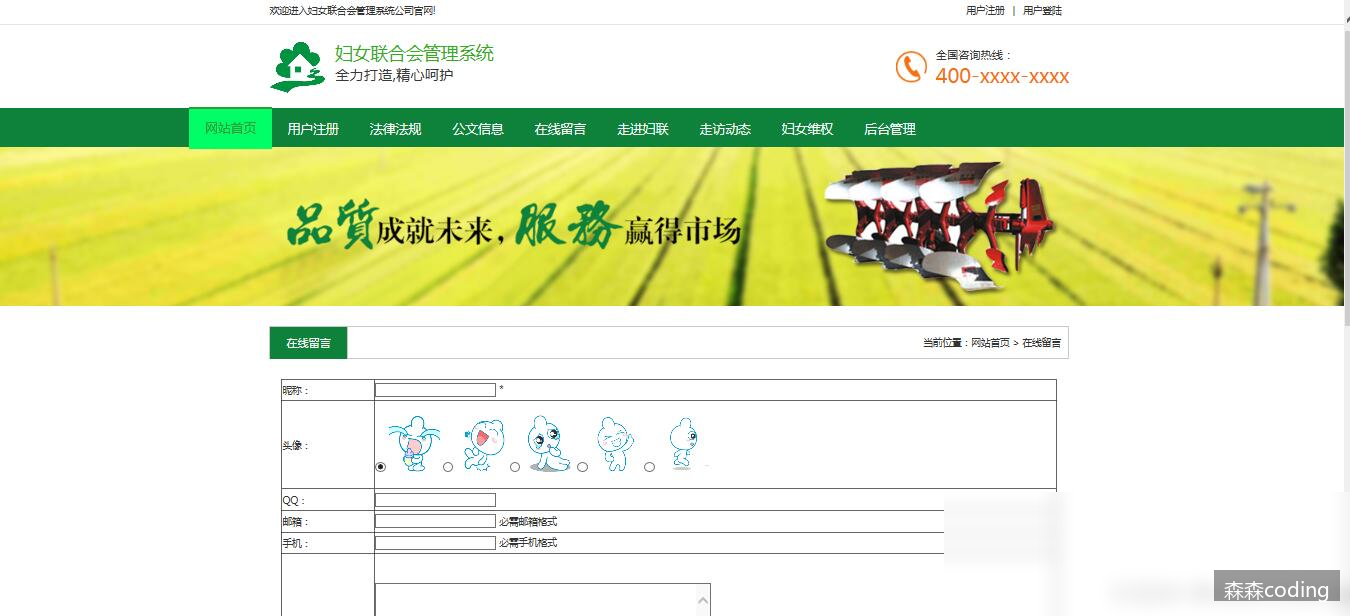 欢迎进入妇女联合会管理系统公司官网!
用户注册 | 用户登陆
妇女联合会管理系统
全力打造,精心呵护
全国咨询热线：
400-xxxx-xxxx
网站首页 用户注册 法律法规 公文信息 在线留言 走进妇联 走访动态 妇女维权 后台管理
品質成就未来，服務赢得市场
在线留言
当前位置：网站首页 > 在线留言
昵称： *
头像：
QQ：
邮箱： 必需邮箱格式
手机： 必需手机格式
森森coding